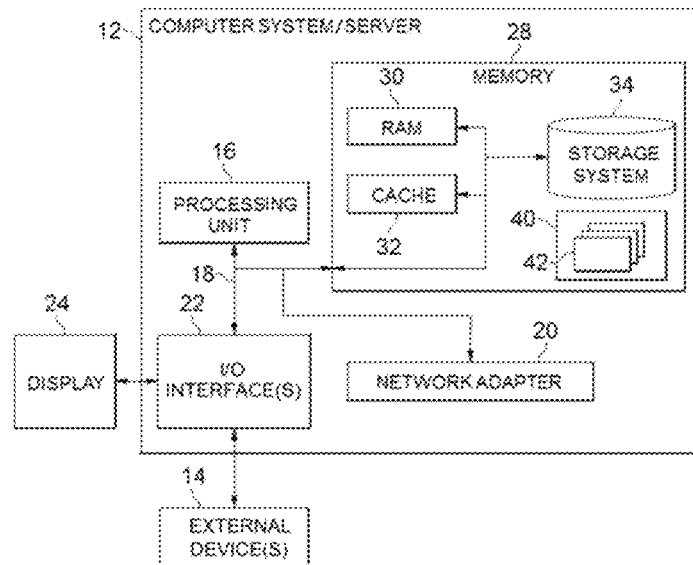 12
COMPUTER SYSTEM/SERVER
28
MEMORY
30
RAM
34
STORAGE
SYSTEM
16
PROCESSING
UNIT
CACHE
32
40
42
18
22
24
I/O
INTERFACE(S)
DISPLAY
20
NETWORK ADAPTER
14
EXTERNAL
DEVICE(S)